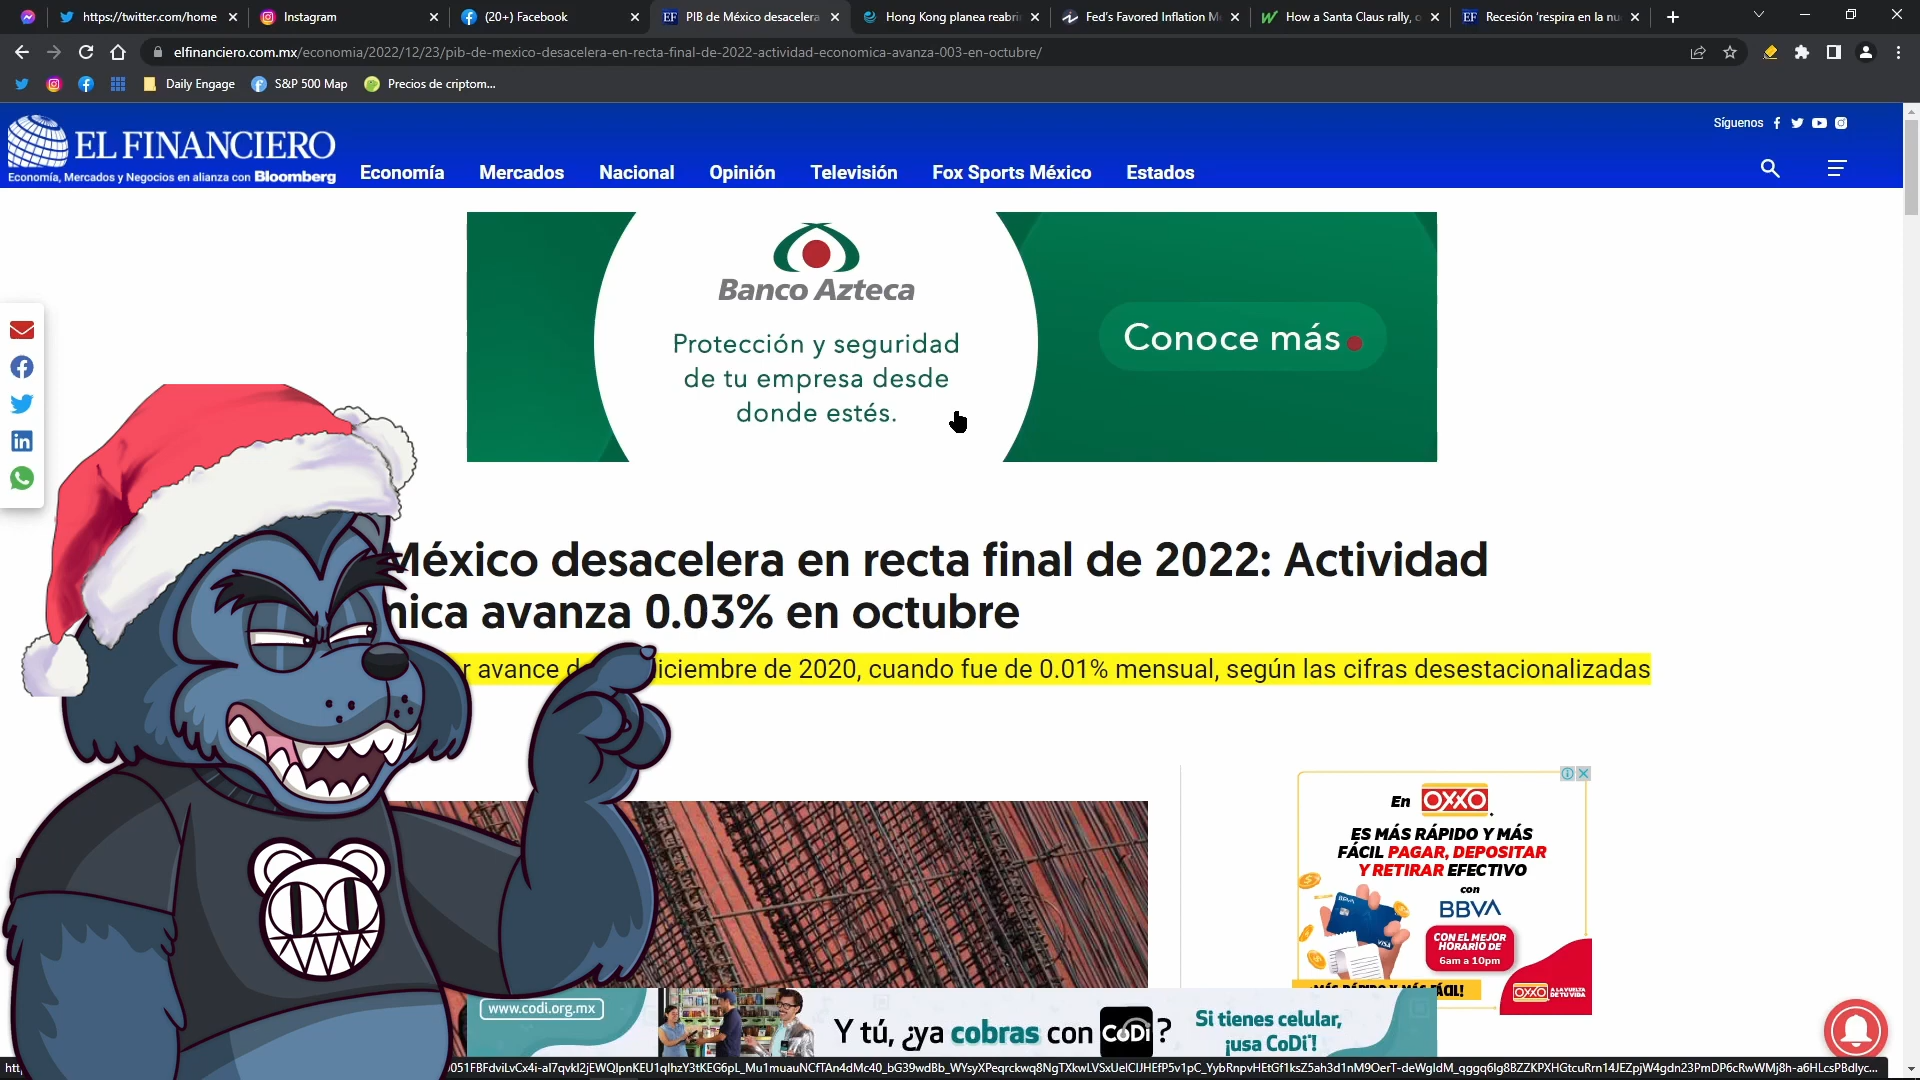 https://twitter.com/home
Instagram
(20+) Facebook
PIB de México desacelera
Hong Kong planea reabri
Fed's Favored Inflation M
How a Santa Claus rally, o
Recesión 'respira en la nu
elfinanciero.com.mx/economia/2022/12/23/pib-de-mexico-desacelera-en-recta-final-de-2022-actividad-economica-avanza-003-en-octubre/
Daily Engage
S&P 500 Map
Precios de criptom...
EL FINANCIERO
Economía, Mercados y Negocios en alianza con Bloomberg
Síguenos
Economía
Mercados
Nacional
Opinión
Televisión
Fox Sports México
Estados
Banco Azteca
Protección y seguridad
de tu empresa desde
donde estés.
Conoce más
México desacelera en recta final de 2022: Actividad
nica avanza 0.03% en octubre
r avance d iciembre de 2020, cuando fue de 0.01% mensual, según las cifras desestacionalizadas
En OXXO
ES MÁS RÁPIDO Y MÁS
FÁCIL PAGAR, DEPOSITAR
Y RETIRAR EFECTIVO
con
BBVA
CON EL MEJOR
HORARIO DE
6am a 10pm
OXXO A LA VUELTA
DE TU VIDA
www.codi.org.mx
Y tú, ¿ya cobras con CoDi?
Si tienes celular,
¡usa CoDi!